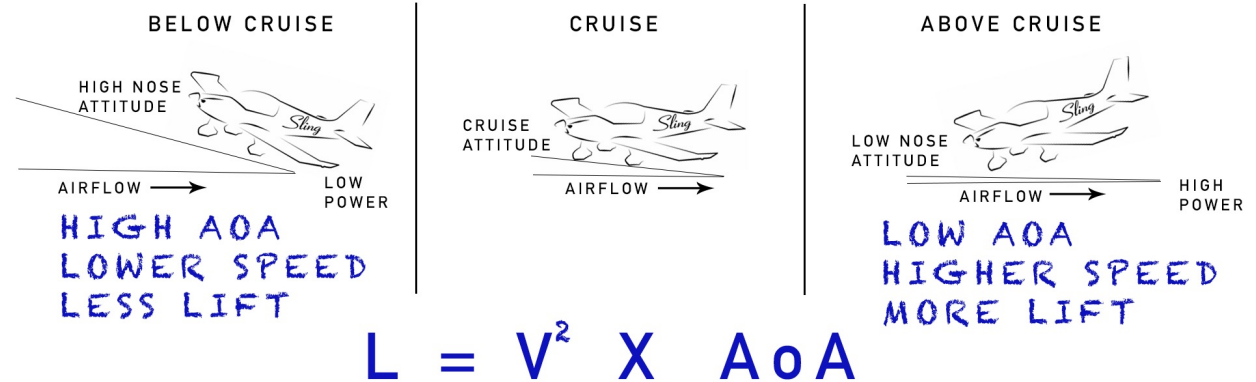 BELOW CRUISE
HIGH NOSE
ATTITUDE
Sling
AIRFLOW
LOW
POWER
HIGH AOA
LOWER SPEED
LESS LIFT
CRUISE
CRUISE
ATTITUDE
Sling
AIRFLOW
ABOVE CRUISE
LOW NOSE
ATTITUDE
Sling
AIRFLOW
HIGH
POWER
LOW AOA
HIGHER SPEED
MORE LIFT
L = V² X AoA